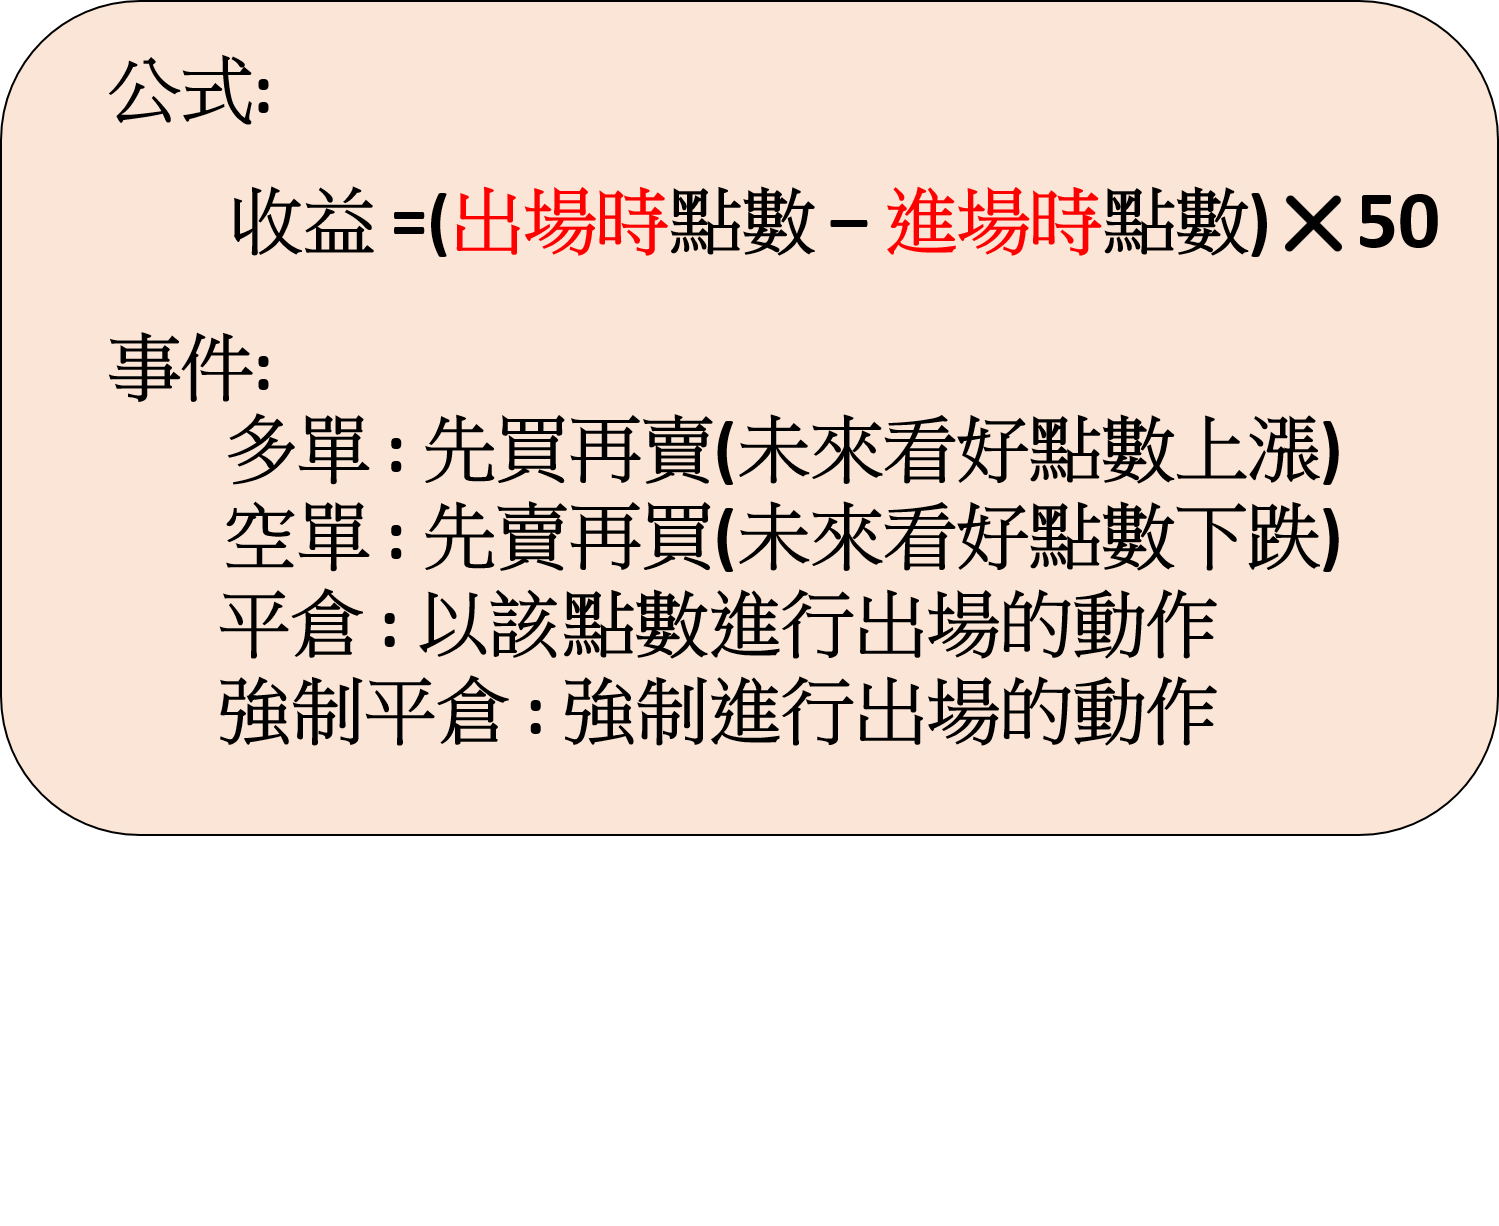 公式:
收益 =(出場時點數 – 進場時點數)×50
事件:
多單 : 先買再賣(未來看好點數上漲)
空單 : 先賣再買(未來看好點數下跌)
平倉 : 以該點數進行出場的動作
強制平倉 : 強制進行出場的動作